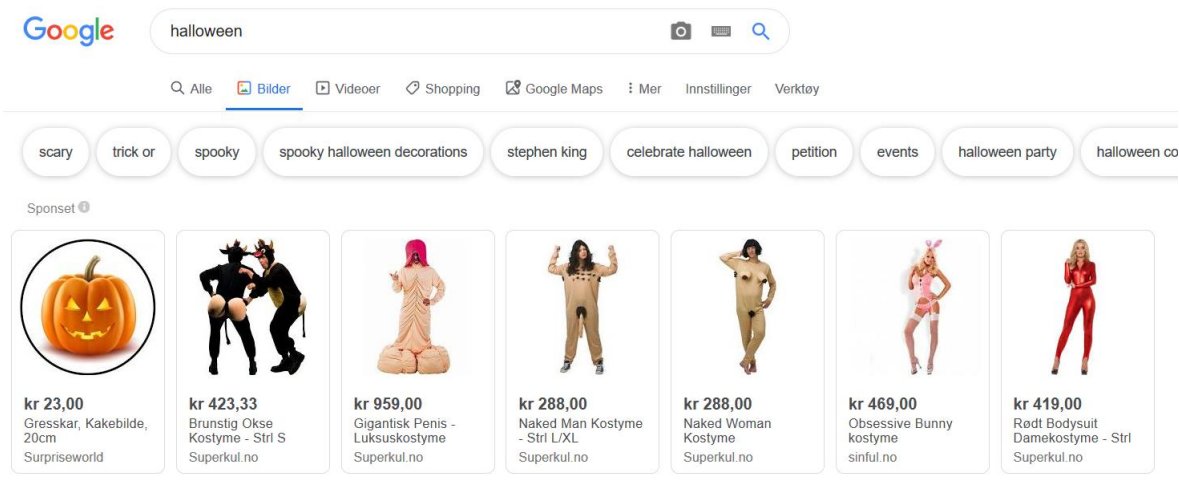 Google
halloween
Alle Bilder Videoer Shopping Google Maps Mer Innstillinger Verktøy
scary trick or spooky spooky halloween decorations stephen king celebrate halloween petition events halloween party halloween co
Sponset
kr 23,00
Gresskar, Kakebilde,
20cm
Surpriseworld
kr 423,33
Brunstig Okse
Kostyme - Strl S
Superkul.no
kr 959,00
Gigantisk Penis -
Luksuskostyme
Superkul.no
kr 288,00
Naked Man Kostyme
- Strl L/XL
Superkul.no
kr 288,00
Naked Woman
Kostyme
Superkul.no
kr 469,00
Obsessive Bunny
kostyme
sinful.no
kr 419,00
Rødt Bodysuit
Damekostyme - Strl
Superkul.no